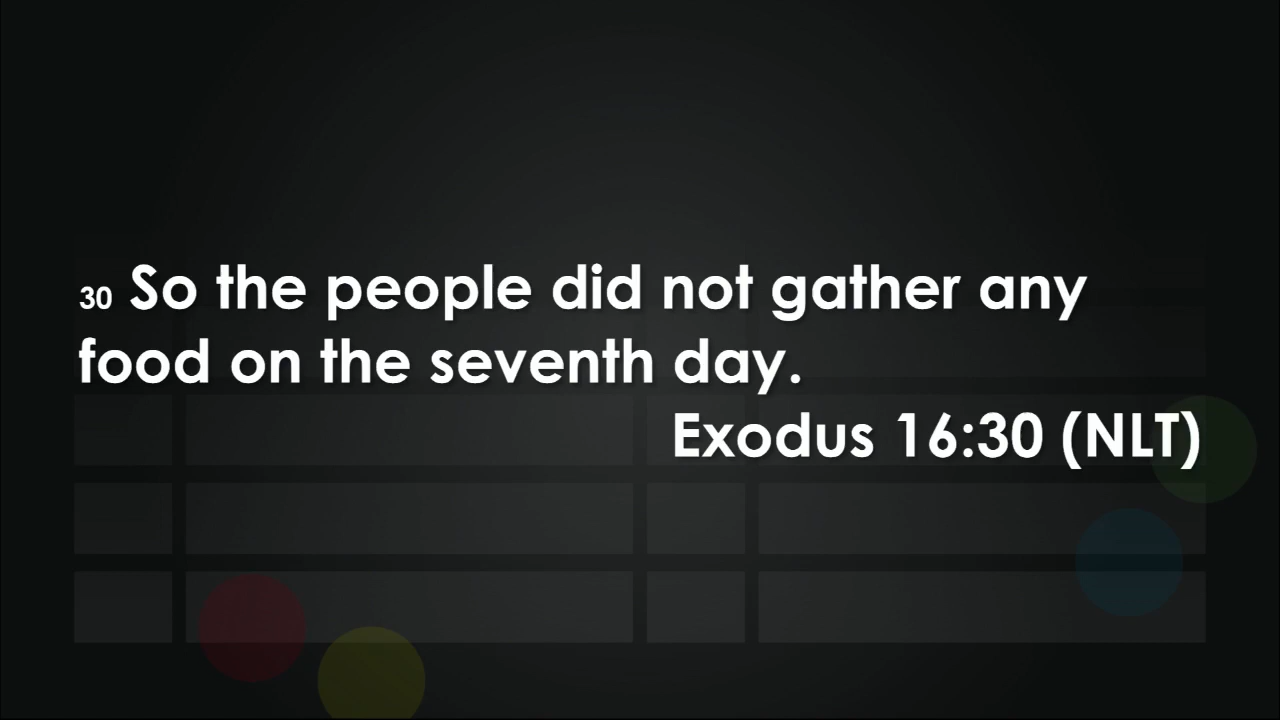 30 So the people did not gather any
food on the seventh day.
Exodus 16:30 (NLT)